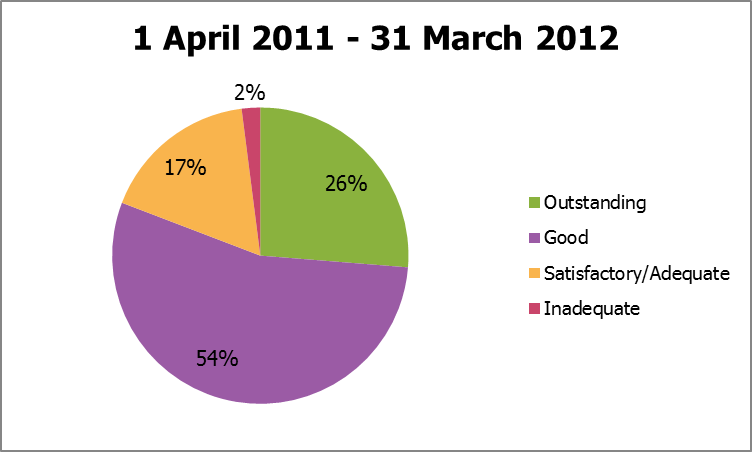 1 April 2011 - 31 March 2012
2%
17%
26%
54%
Outstanding
Good
Satisfactory/Adequate
Inadequate